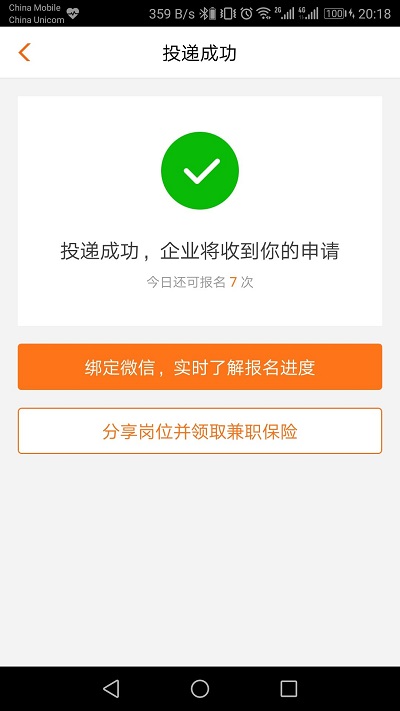 China Mobile
China Unicom
359 B/s 2G 4G 100 20:18
投递成功
投递成功，企业将收到你的申请
今日还可报名 7 次
绑定微信，实时了解报名进度
分享岗位并领取兼职保险